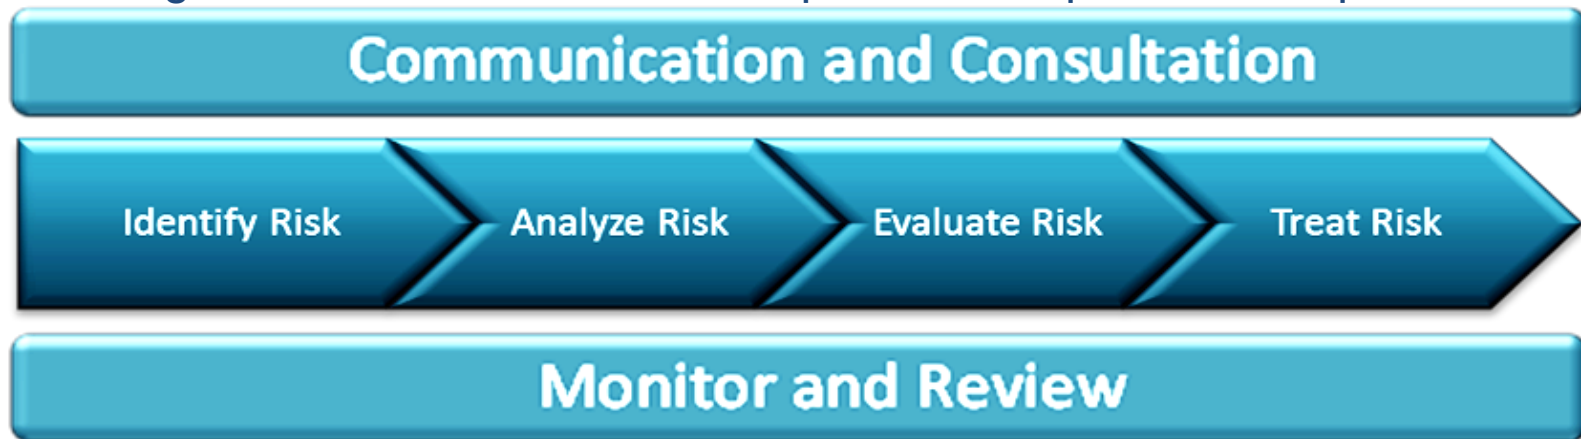 Communication and Consultation
Identify Risk Analyze Risk Evaluate Risk Treat Risk
Monitor and Review